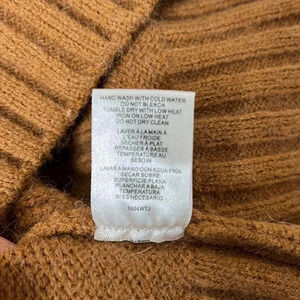 HAND WASH WITH COLD WATER
DO NOT BLEACH
TUMBLE DRY WITH LOW HEAT
IRON ON LOW HEAT
DO NOT DRY CLEAN
LAVER À LA MAIN À
L'EAU FROIDE
SÉCHER À PLAT
REPASSER À BASSE
TEMPÉRATURE AU
BESOIN
LAVAR A MANO CON AGUA FRIA
SECAR SOBRE
SUPERFICIE PLANA
PLANCHAR A BAJA
TEMPERATURA
SI ES NECESARIO